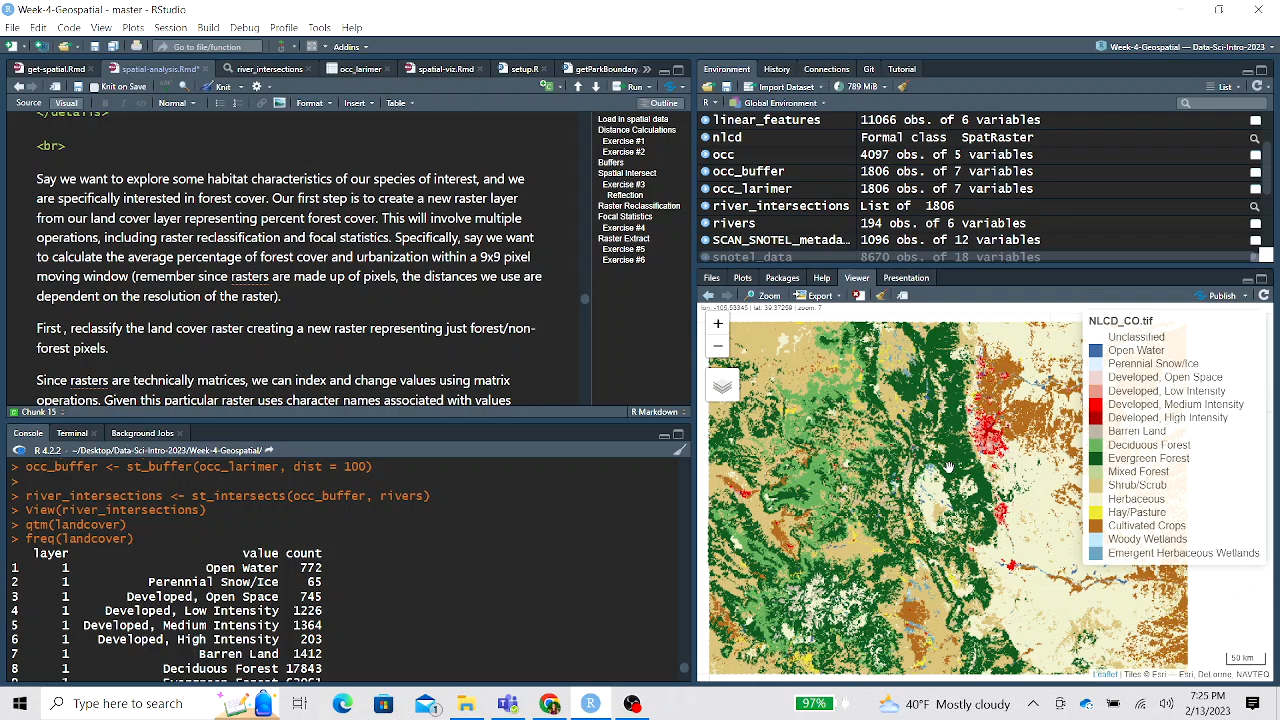 Week-4-Geospatial - master - RStudio
File Edit Code View Plots Session Build Debug Profile Tools Help
Go to file/function Addins Week-4-Geospatial — Data-Sci-Intro-2023
get-spatial.Rmd spatial-analysis.Rmd* river_intersections occ_larimer spatial-viz.Rmd setup.R getParkBoundary
Knit on Save Knit Run
Source Visual B I Normal Format Insert Table Outline
</details>
<br>
Say we want to explore some habitat characteristics of our species of interest, and we
are specifically interested in forest cover. Our first step is to create a new raster layer
from our land cover layer representing percent forest cover. This will involve multiple
operations, including raster reclassification and focal statistics. Specifically, say we want
to calculate the average percentage of forest cover and urbanization within a 9x9 pixel
moving window (remember since rasters are made up of pixels, the distances we use are
dependent on the resolution of the raster).
First , reclassify the land cover raster creating a new raster representing just forest/non-
forest pixels.
Since rasters are technically matrices, we can index and change values using matrix
operations. Given this particular raster uses character names associated with values
Load in spatial data
Distance Calculations
Exercise #1
Exercise #2
Buffers
Spatial Intersect
Exercise #3
Reflection
Raster Reclassification
Focal Statistics
Exercise #4
Raster Extract
Exercise #5
Exercise #6
Chunk 15 R Markdown
Console Terminal Background Jobs
R 4.2.2 · ~/Desktop/Data-Sci-Intro-2023/Week-4-Geospatial/
> occ_buffer <- st_buffer(occ_larimer, dist = 100)
>
> river_intersections <- st_intersects(occ_buffer, rivers)
> View(river_intersections)
> qtm(landcover)
> freq(landcover)
layer value count
1 1 Open Water 772
2 1 Perennial Snow/Ice 65
3 1 Developed, Open Space 745
4 1 Developed, Low Intensity 1226
5 1 Developed, Medium Intensity 1364
6 1 Developed, High Intensity 203
7 1 Barren Land 1412
8 1 Deciduous Forest 17843
Environment History Connections Git Tutorial
Import Dataset 789 MiB List
R Global Environment
linear_features 11066 obs. of 6 variables
nlcd Formal class SpatRaster
occ 4097 obs. of 5 variables
occ_buffer 1806 obs. of 7 variables
occ_larimer 1806 obs. of 7 variables
river_intersections List of 1806
rivers 194 obs. of 6 variables
SCAN_SNOTEL_metada… 1096 obs. of 12 variables
snotel_data 8670 obs. of 18 variables
Files Plots Packages Help Viewer Presentation
Zoom Export Publish
lon: -105.53345 | lat: 39.37259 | zoom: 7
+
−
NLCD_CO.tif
Unclassified
Open Water
Perennial Snow/Ice
Developed, Open Space
Developed, Low Intensity
Developed, Medium Intensity
Developed, High Intensity
Barren Land
Deciduous Forest
Evergreen Forest
Mixed Forest
Shrub/Scrub
Herbaceous
Hay/Pasture
Cultivated Crops
Woody Wetlands
Emergent Herbaceous Wetlands
50 km
Leaflet | Tiles © Esri — Esri, DeLorme, NAVTEQ
Type here to search
97%
40°F Mostly cloudy
7:25 PM
2/13/2023